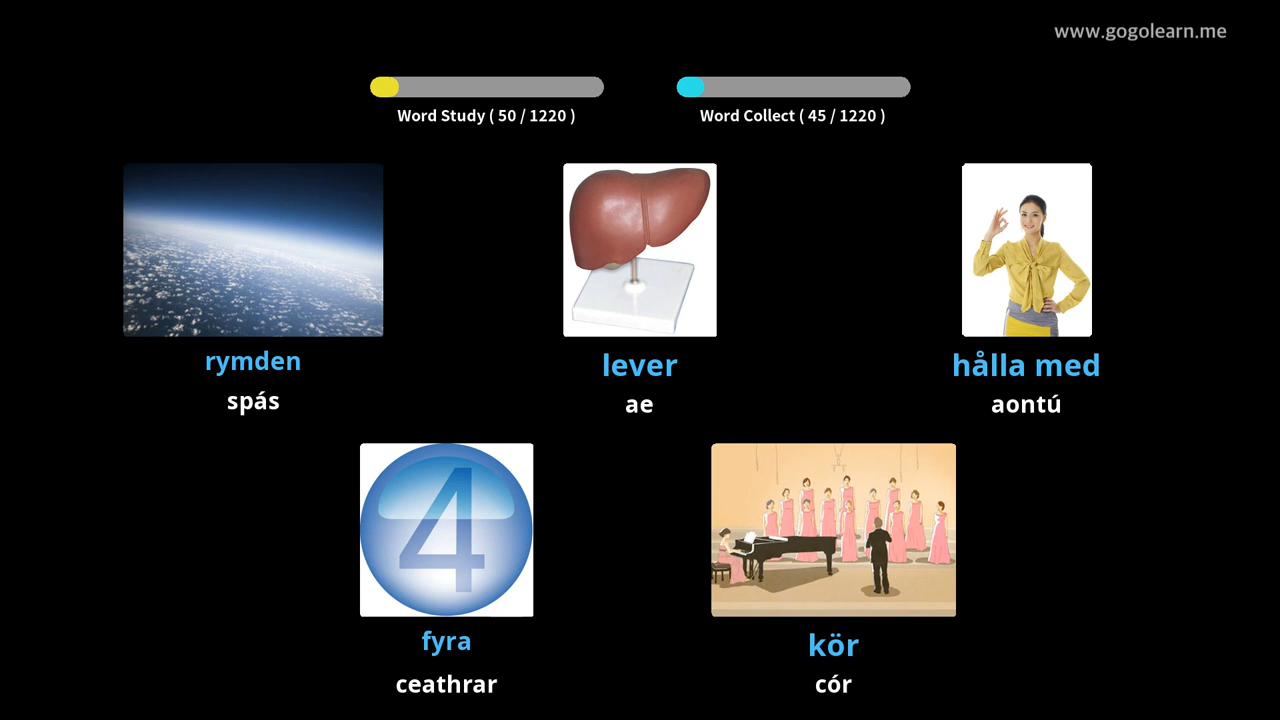 www.gogolearn.me
Word Study ( 50 / 1220 )
Word Collect ( 45 / 1220 )
rymden
lever
hålla med
spás
ae
aontú
4
fyra
kör
ceathrar
cór